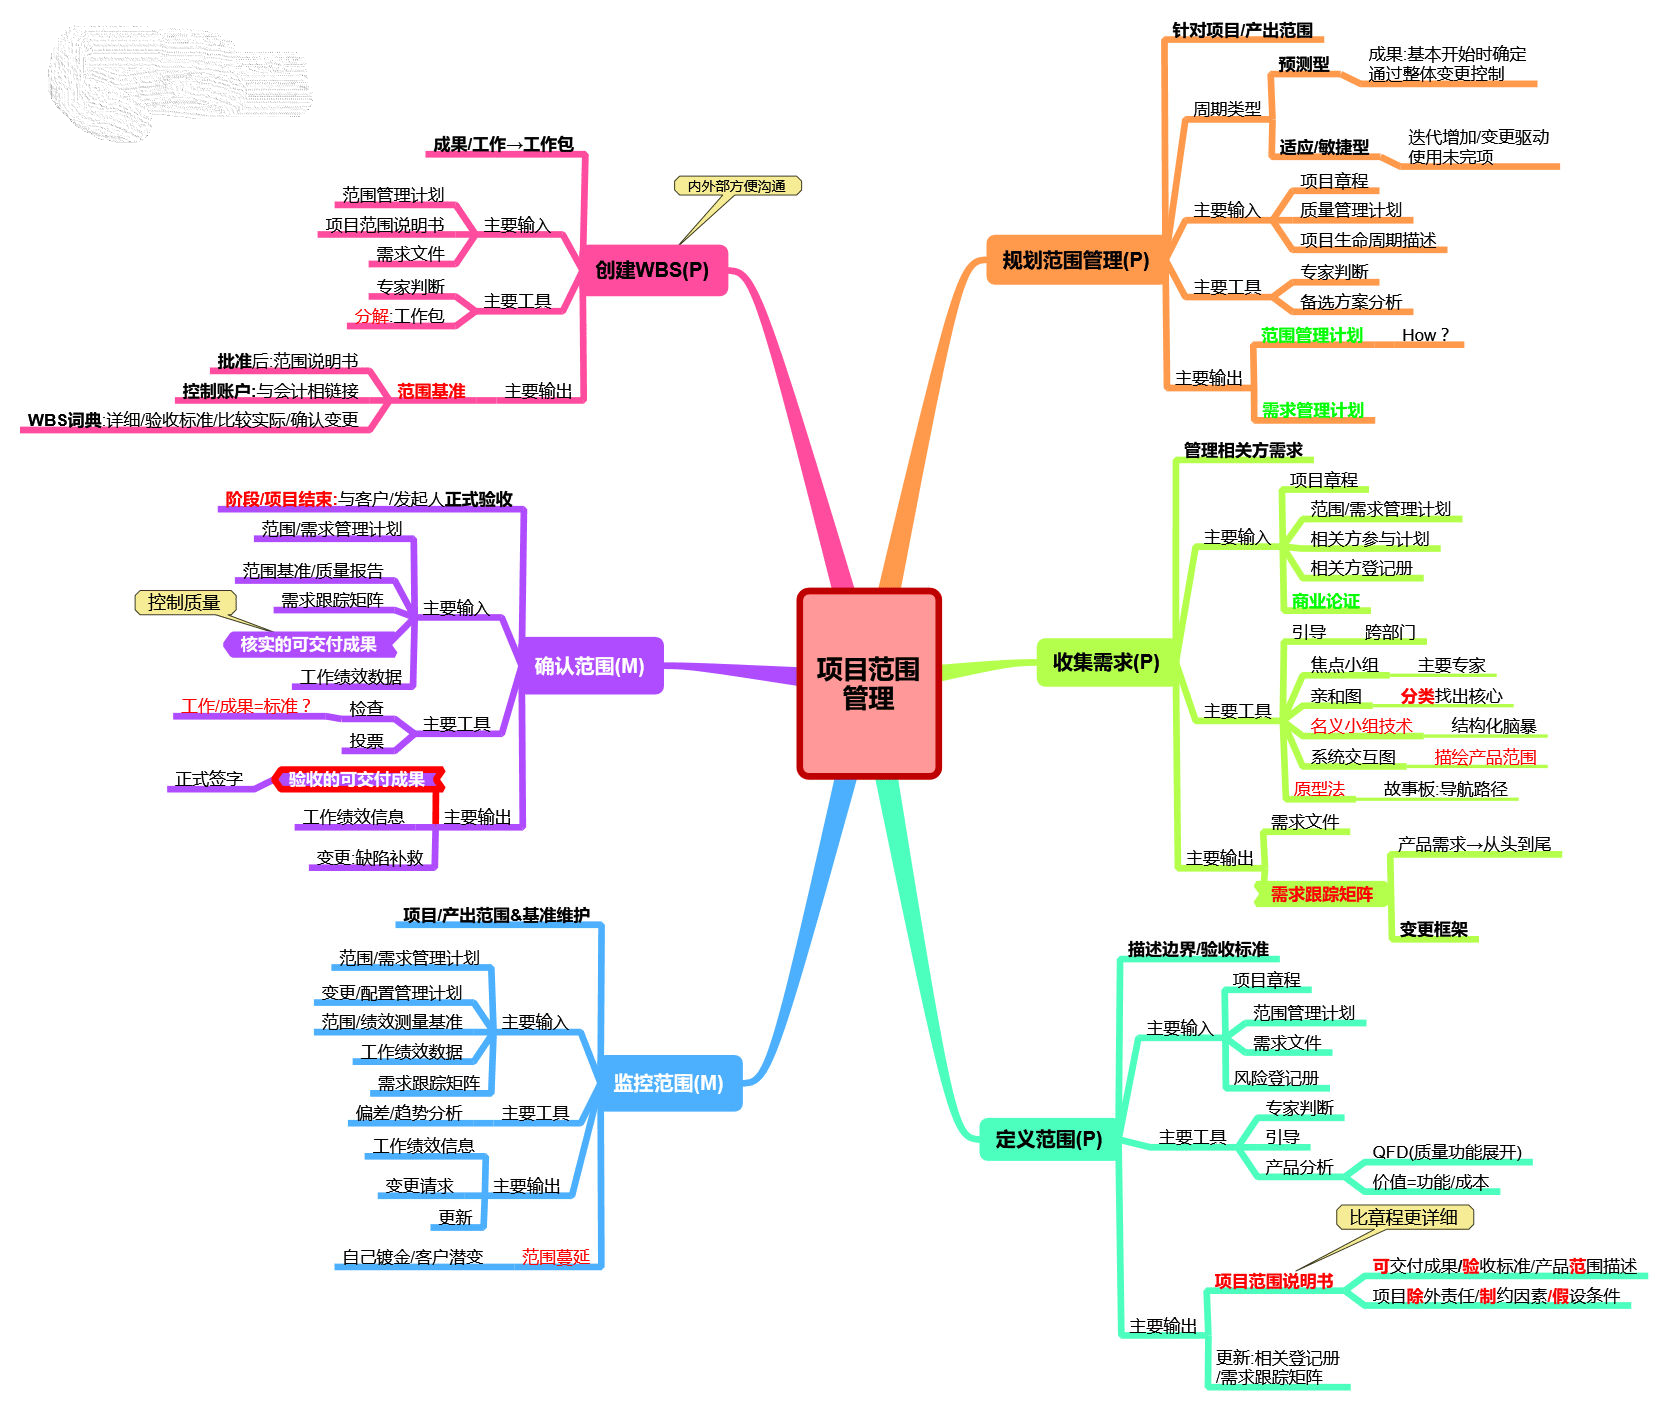 项目范围
管理
规划范围管理(P)
针对项目/产出范围
周期类型
预测型
成果:基本开始时确定
通过整体变更控制
适应/敏捷型
迭代增加/变更驱动
使用未完项
主要输入
项目章程
质量管理计划
项目生命周期描述
主要工具
专家判断
备选方案分析
主要输出
范围管理计划
How？
需求管理计划
收集需求(P)
管理相关方需求
主要输入
项目章程
范围/需求管理计划
相关方参与计划
相关方登记册
商业论证
主要工具
引导
跨部门
焦点小组
主要专家
亲和图
分类找出核心
名义小组技术
结构化脑暴
系统交互图
描绘产品范围
原型法
故事板:导航路径
主要输出
需求文件
需求跟踪矩阵
产品需求→从头到尾
变更框架
定义范围(P)
描述边界/验收标准
主要输入
项目章程
范围管理计划
需求文件
风险登记册
主要工具
专家判断
引导
产品分析
QFD(质量功能展开)
价值=功能/成本
主要输出
比章程更详细
项目范围说明书
可交付成果/验收标准/产品范围描述
项目除外责任/制约因素/假设条件
更新:相关登记册
/需求跟踪矩阵
创建WBS(P)
内外部方便沟通
成果/工作→工作包
主要输入
范围管理计划
项目范围说明书
需求文件
主要工具
专家判断
分解:工作包
主要输出
范围基准
批准后:范围说明书
控制账户:与会计相链接
WBS词典:详细/验收标准/比较实际/确认变更
确认范围(M)
阶段/项目结束:与客户/发起人正式验收
主要输入
范围/需求管理计划
范围基准/质量报告
需求跟踪矩阵
控制质量
核实的可交付成果
工作绩效数据
主要工具
检查
工作/成果=标准？
投票
主要输出
验收的可交付成果
正式签字
工作绩效信息
变更:缺陷补救
监控范围(M)
项目/产出范围&基准维护
主要输入
范围/需求管理计划
变更/配置管理计划
范围/绩效测量基准
工作绩效数据
需求跟踪矩阵
主要工具
偏差/趋势分析
主要输出
工作绩效信息
变更请求
更新
范围蔓延
自己镀金/客户潜变